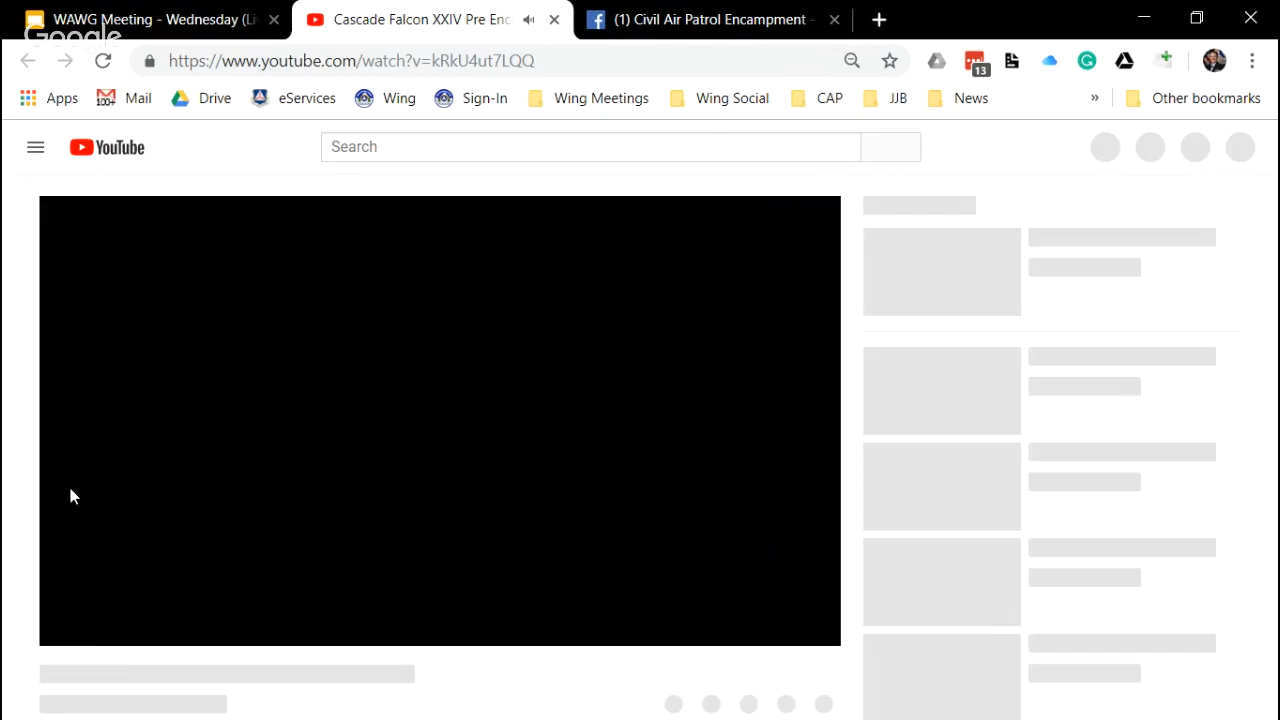 WAWG Meeting - Wednesday (Li
Cascade Falcon XXIV Pre Enc
(1) Civil Air Patrol Encampment -
Google
https://www.youtube.com/watch?v=kRkU4ut7LQQ
13
Apps
100+
Mail
Drive
eServices
Wing
Sign-In
Wing Meetings
Wing Social
CAP
JJB
News
»
Other bookmarks
YouTube
Search